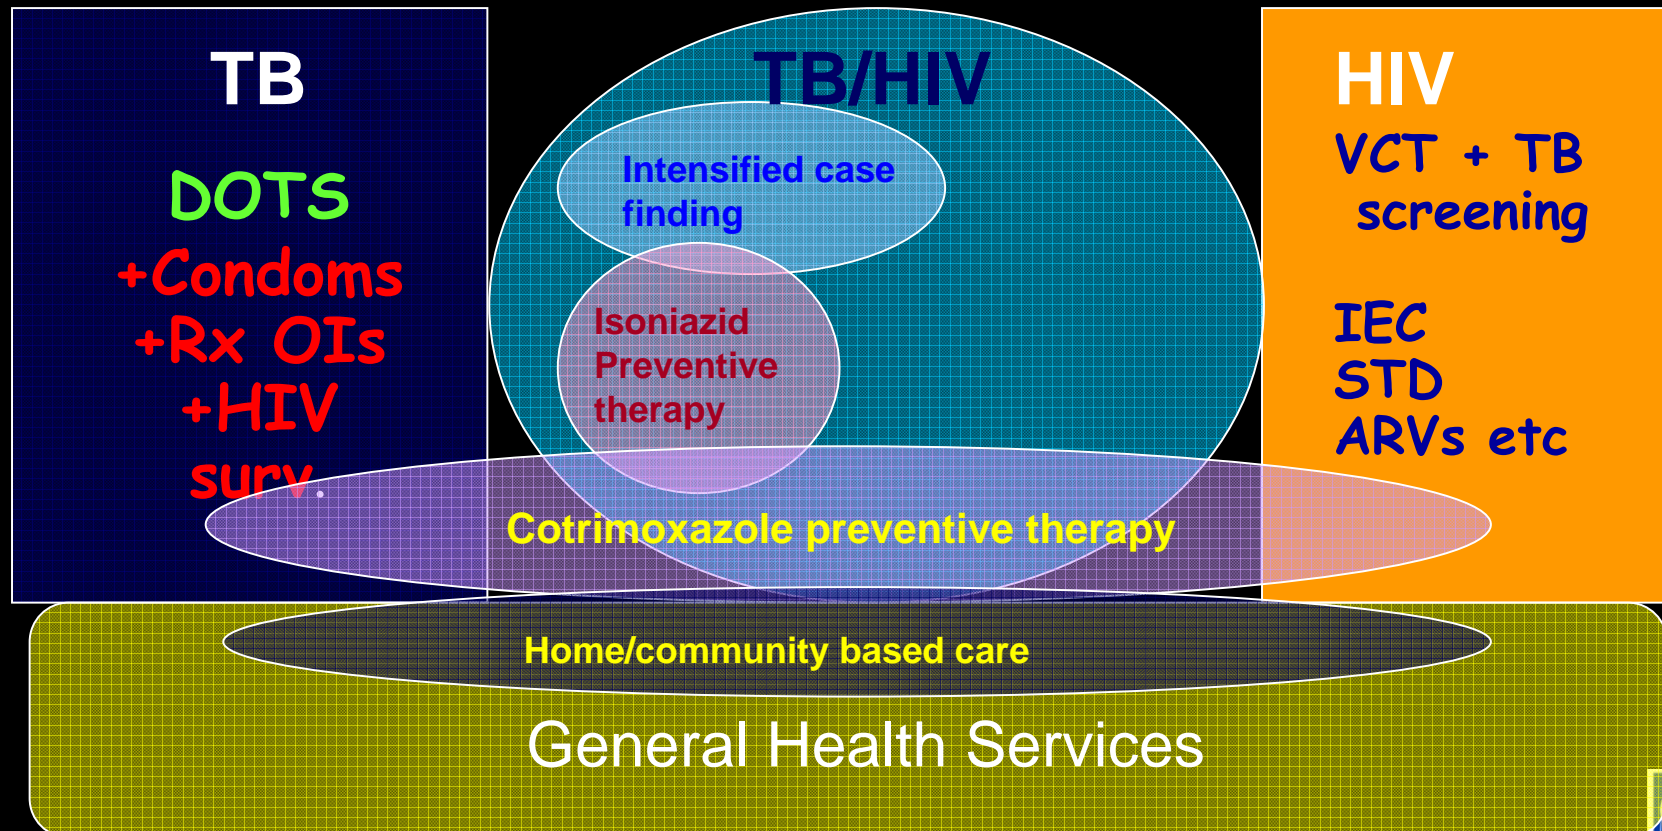 TB
DOTS
+Condoms
+Rx OIs
+HIV
surv.
TB/HIV
Intensified case
finding
Isoniazid
Preventive
therapy
HIV
VCT + TB
screening
IEC
STD
ARVs etc
Cotrimoxazole preventive therapy
Home/community based care
General Health Services